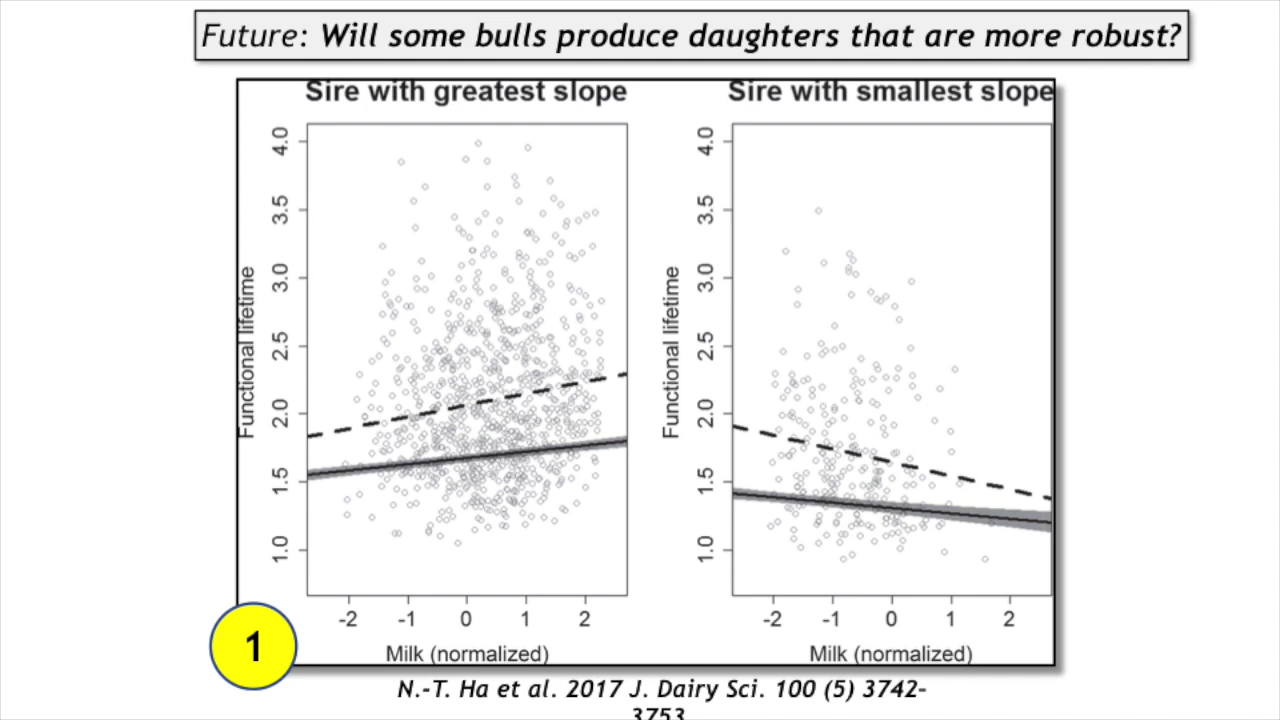 Future: Will some bulls produce daughters that are more robust?
Sire with greatest slope
Sire with smallest slope
Functional lifetime
4.0
3.5
3.0
2.5
2.0
1.5
1.0
-2 -1 0 1 2
Milk (normalized)
Functional lifetime
4.0
3.5
3.0
2.5
2.0
1.5
1.0
-2 -1 0 1 2
Milk (normalized)
1
N.-T. Ha et al. 2017 J. Dairy Sci. 100 (5) 3742-
3753